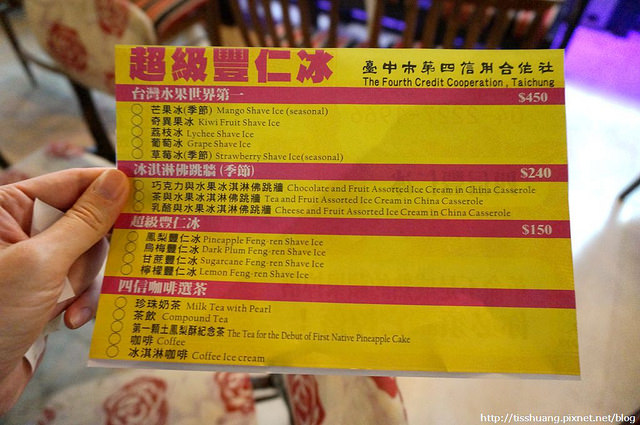 超級豐仁冰
臺中市第四信用合作社
The Fourth Credit Cooperation, Taichung
台灣水果世界第一 $450
芒果冰(季節) Mango Shave Ice (seasonal)
奇異果冰 Kiwi Fruit Shave Ice
荔枝冰 Lychee Shave Ice
葡萄冰 Grape Shave Ice
草莓冰(季節) Strawberry Shave Ice(seasonal)
冰淇淋佛跳牆 (季節) $240
巧克力與水果冰淇淋佛跳牆 Chocolate and Fruit Assorted Ice Cream in China Casserole
茶與水果冰淇淋佛跳牆 Tea and Fruit Assorted Ice Cream in China Casserole
乳酪與水果冰淇淋佛跳牆 Cheese and Fruit Assorted Ice Cream in China Casserole
超級豐仁冰 $150
鳳梨豐仁冰 Pineapple Feng-ren Shave Ice
烏梅豐仁冰 Dark Plum Feng-ren Shave Ice
甘蔗豐仁冰 Sugarcane Feng-ren Shave Ice
檸檬豐仁冰 Lemon Feng-ren Shave Ice
四信咖啡選茶
珍珠奶茶 Milk Tea with Pearl
茶飲 Compound Tea
第一顆土鳳梨酥紀念茶 The Tea for the Debut of First Native Pineapple Cake
咖啡 Coffee
冰淇淋咖啡 Coffee Ice cream
http://tisshuang.pixnet.net/blog